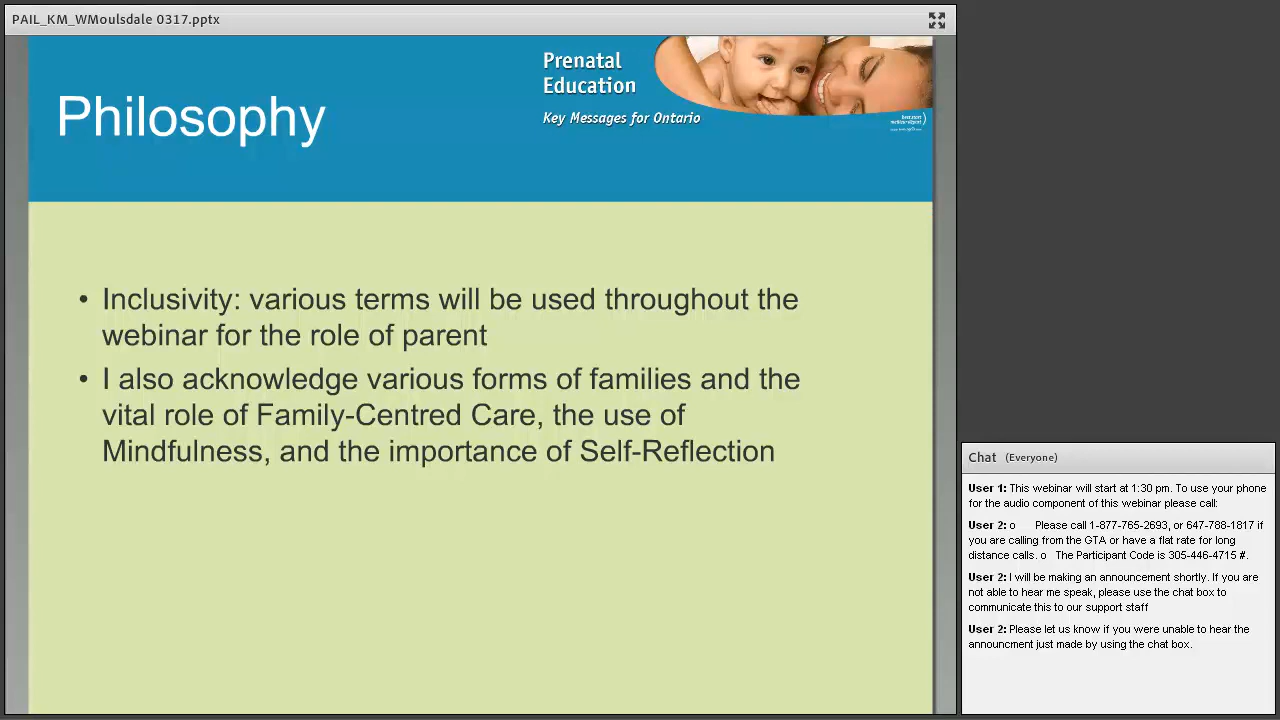 PAIL_KM_WMoulsdale 0317.pptx
Prenatal
Education
Key Messages for Ontario
Philosophy
• Inclusivity: various terms will be used throughout the
webinar for the role of parent
• I also acknowledge various forms of families and the
vital role of Family-Centred Care, the use of
Mindfulness, and the importance of Self-Reflection
Chat (Everyone)
User 1: This webinar will start at 1:30 pm. To use your phone
for the audio component of this webinar please call:
User 2: o Please call 1-877-765-2693, or 647-788-1817 if
you are calling from the GTA or have a flat rate for long
distance calls. o The Participant Code is 305-446-4715 #.
User 2: I will be making an announcement shortly. If you are
not able to hear me speak, please use the chat box to
communicate this to our support staff
User 2: Please let us know if you were unable to hear the
announcment just made by using the chat box.